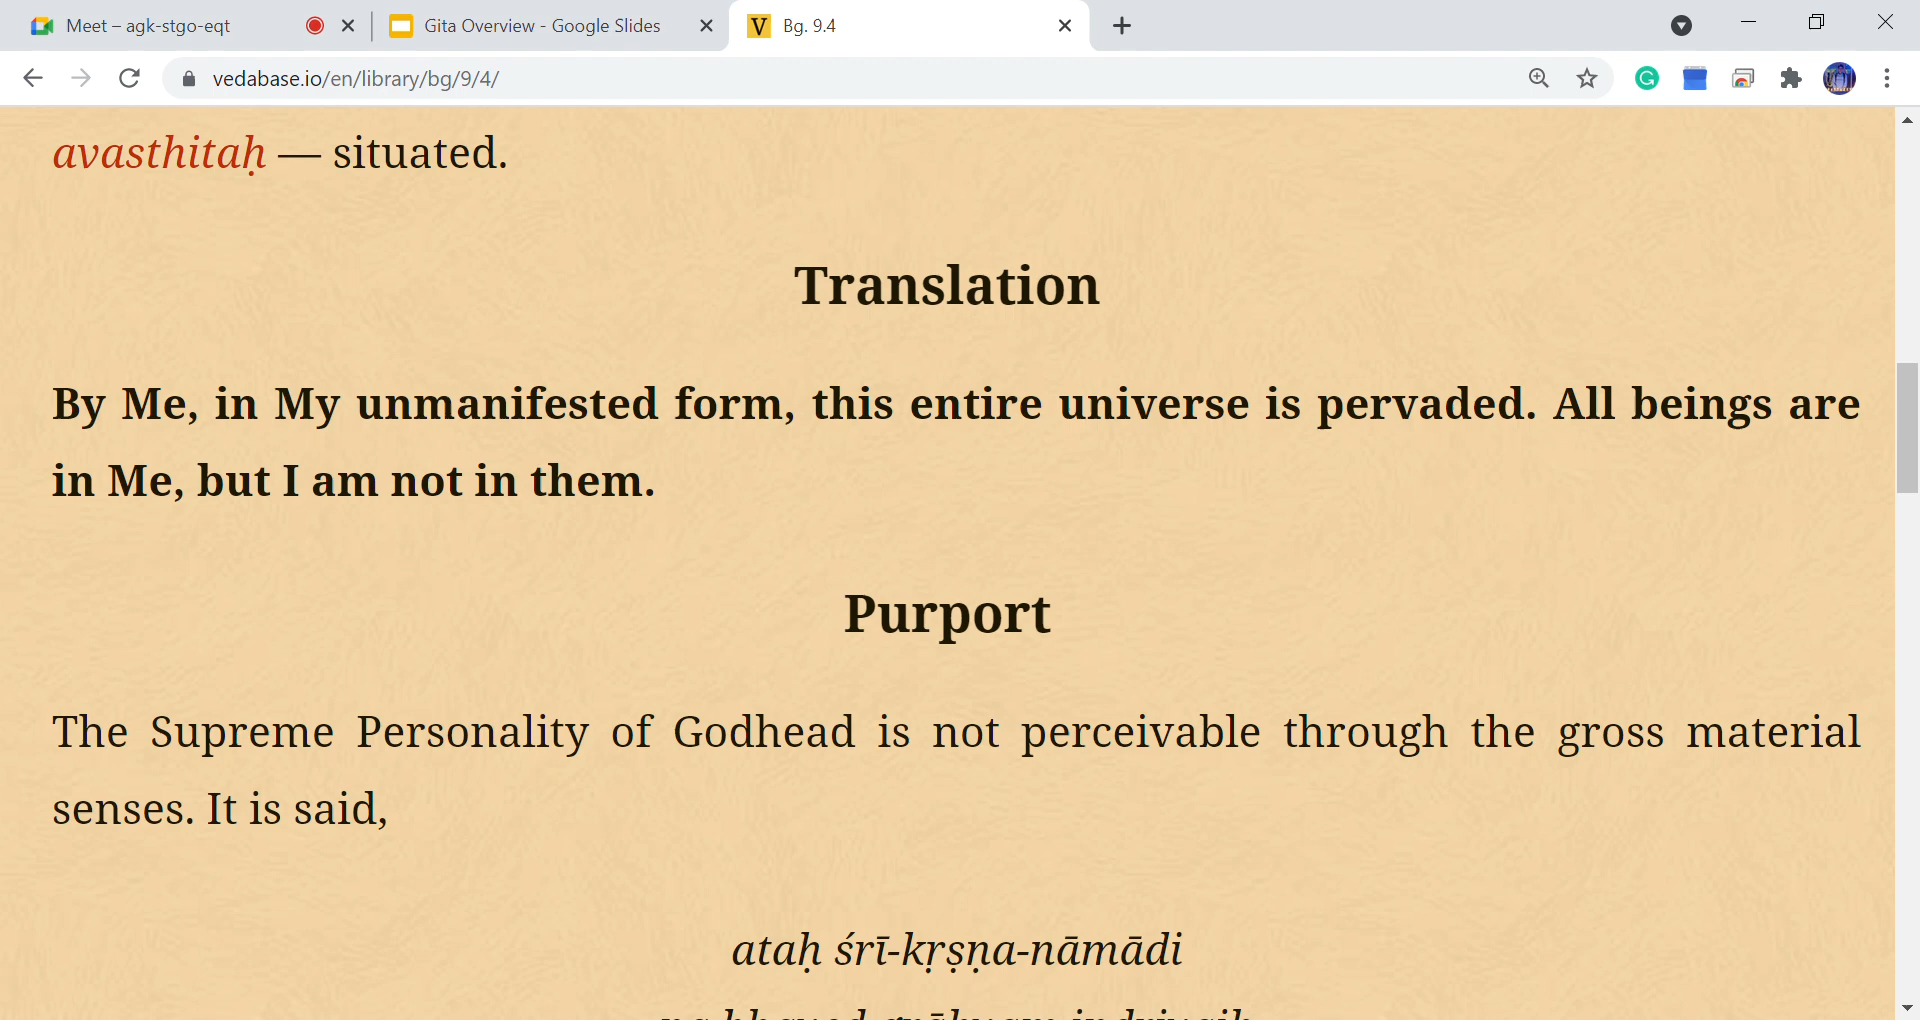 Meet – agk-stgo-eqt
Gita Overview - Google Slides
Bg. 9.4
vedabase.io/en/library/bg/9/4/
avasthitaḥ — situated.
Translation
By Me, in My unmanifested form, this entire universe is pervaded. All beings are
in Me, but I am not in them.
Purport
The Supreme Personality of Godhead is not perceivable through the gross material
senses. It is said,
ataḥ śrī-kṛṣṇa-nāmādi